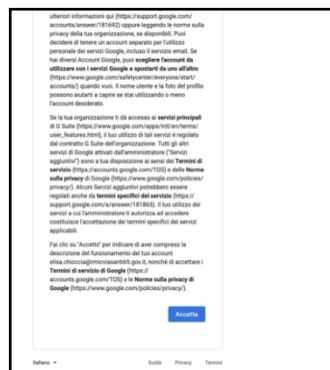 ulteriori informazioni qui (https://support.google.com/
accounts/answer/181692) oppure leggendo le norme sulla
privacy della tua organizzazione, se disponibili. Puoi
decidere di tenere un account separato per l'utilizzo
personale dei servizi Google, incluso il servizio email. Se
hai diversi Account Google, puoi scegliere l'account da
utilizzare con i servizi Google e spostarti da uno all'altro
(https://www.google.com/safetycenter/everyone/start/
accounts/) quando vuoi. Il nome utente e la foto del profilo
possono aiutarti a capire se stai utilizzando o meno
l'account desiderato.
Se la tua organizzazione ti dà accesso ai servizi principali
di G Suite (https://www.google.com/apps/intl/en/terms/
user_features.html), il tuo utilizzo di tali servizi è regolato
dal contratto G Suite dell'organizzazione. Tutti gli altri
servizi Google attivati dall'amministratore ("Servizi
aggiuntivi") sono a tua disposizione ai sensi dei Termini di
servizio (https://accounts.google.com/TOS) e delle Norme
sulla privacy di Google (https://www.google.com/policies/
privacy/). Alcuni Servizi aggiuntivi potrebbero essere
regolati anche da termini specifici del servizio (https://
support.google.com/a/answer/181865). Il tuo utilizzo dei
servizi a cui l'amministratore ti autorizza ad accedere
costituisce l'accettazione dei termini specifici dei servizi
applicabili.
Fai clic su "Accetto" per indicare di aver compreso la
descrizione del funzionamento del tuo account
elisa.chioccia@rmicviasanti65.gov.it, nonché di accettare i
Termini di servizio di Google (https://
accounts.google.com/TOS) e le Norme sulla privacy di
Google (https://www.google.com/policies/privacy/).
Accetta
Italiano
Guida Privacy Termini